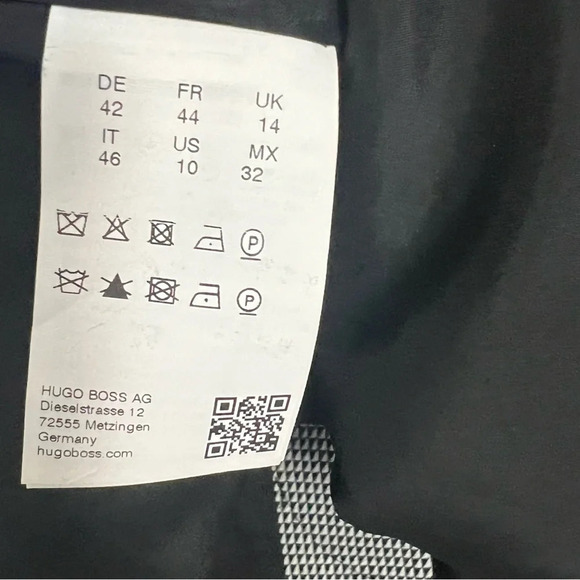 DE FR UK
42 44 14
IT US MX
46 10 32
P
P
HUGO BOSS AG
Dieselstrasse 12
72555 Metzingen
Germany
hugoboss.com